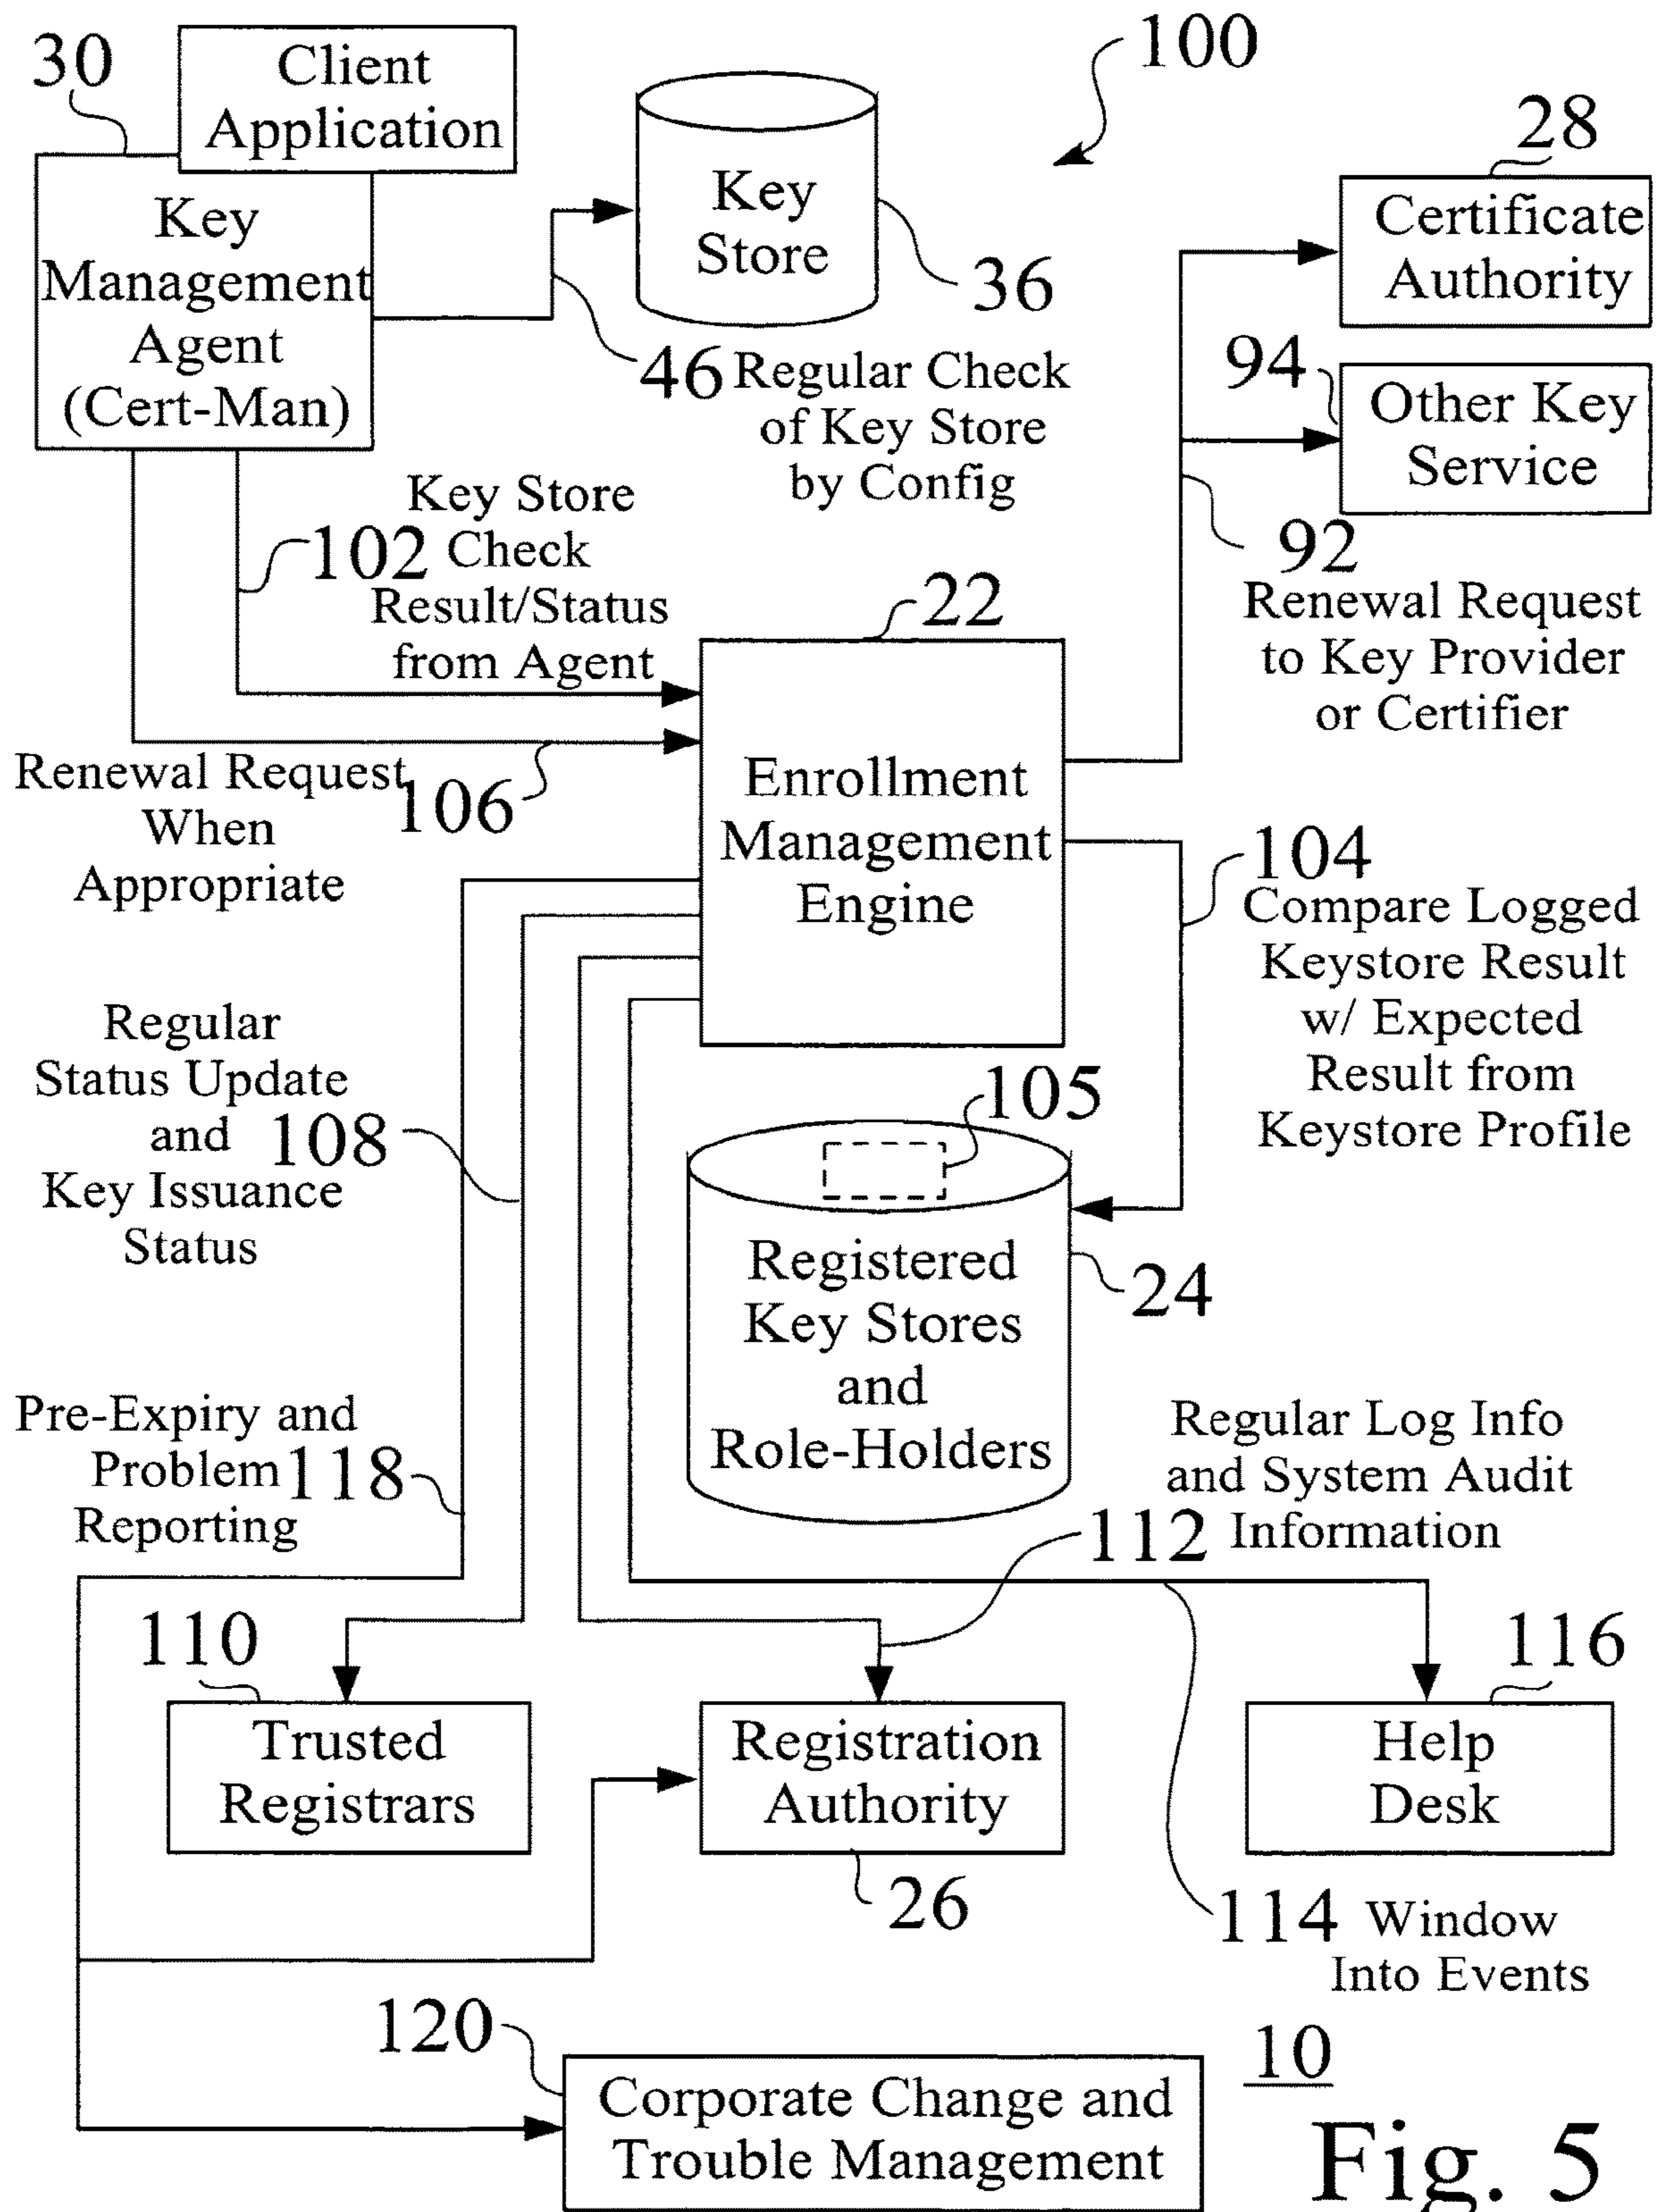 100
30
Client
Application
28
Key
Store
Certificate
Authority
Key
Management
Agent
(Cert-Man)
36
94
46 Regular Check
of Key Store
by Config
Other Key
Service
Key Store
102 Check
Result/Status
from Agent
92
Renewal Request
to Key Provider
or Certifier
22
Renewal Request
When
Appropriate
106
Enrollment
Management
Engine
104
Compare Logged
Keystore Result
w/ Expected
Result from
Keystore Profile
Regular
Status Update
and 108
Key Issuance
Status
105
Registered
Key Stores
and
Role-Holders
24
Pre-Expiry and
Problem 118
Reporting
Regular Log Info
and System Audit
112 Information
110
116
Trusted
Registrars
Registration
Authority
Help
Desk
26
114 Window
Into Events
120
Corporate Change and
Trouble Management
10
Fig. 5